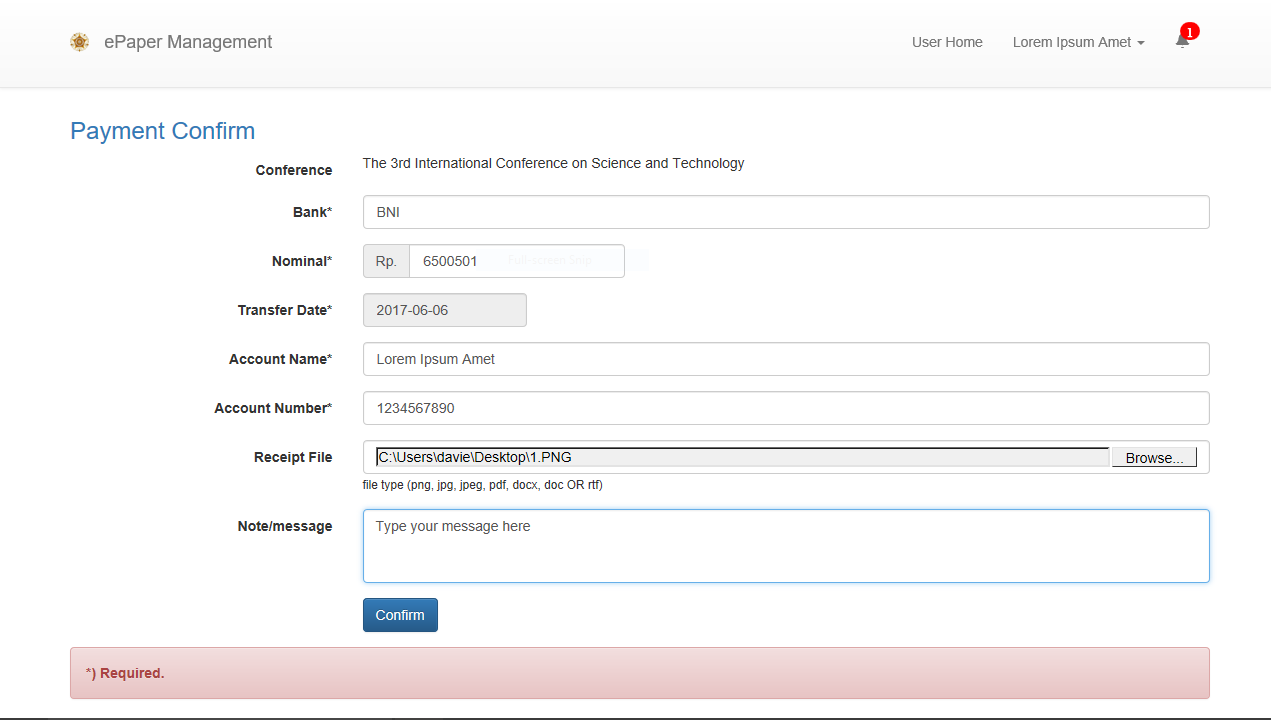 ePaper Management User Home Lorem Ipsum Amet 1
Payment Confirm
Conference The 3rd International Conference on Science and Technology
Bank* BNI
Nominal* Rp. 6500501 Full-screen Snip
Transfer Date* 2017-06-06
Account Name* Lorem Ipsum Amet
Account Number* 1234567890
Receipt File C:\Users\davie\Desktop\1.PNG Browse...
file type (png, jpg, jpeg, pdf, docx, doc OR rtf)
Note/message Type your message here
Confirm
*) Required.